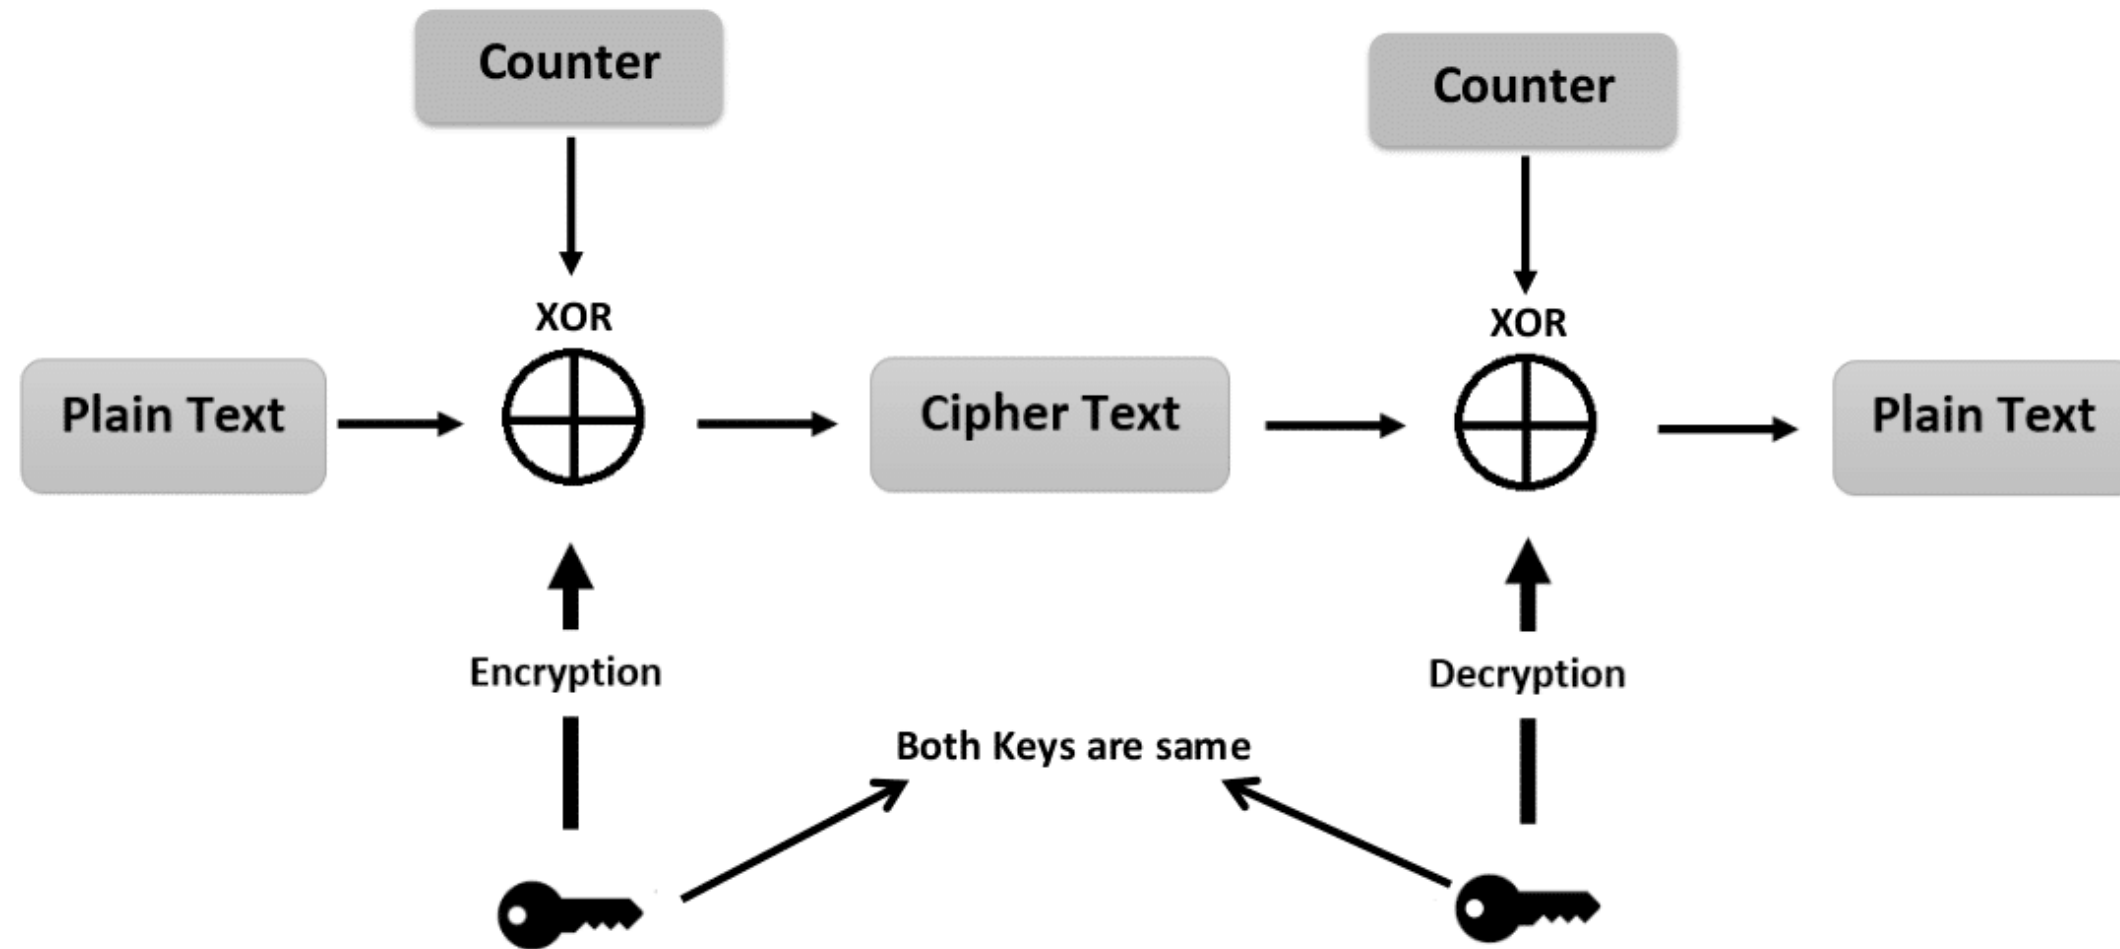 Counter
Counter
XOR
XOR
Plain Text
Cipher Text
Plain Text
Encryption
Decryption
Both Keys are same